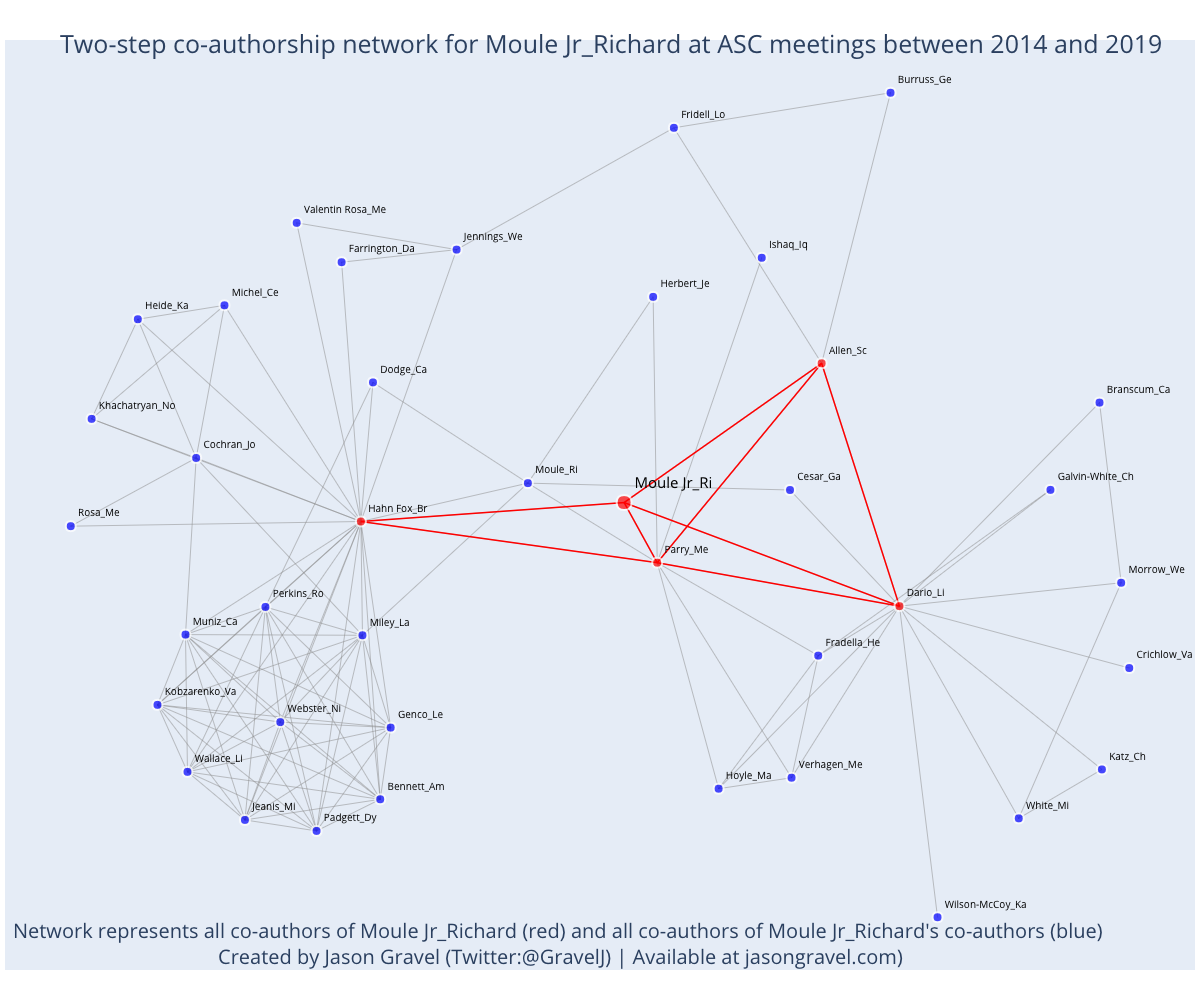 Two-step co-authorship network for Moule Jr_Richard at ASC meetings between 2014 and 2019
Burruss_Ge
Fridell_Lo
Valentin Rosa_Me
Jennings_We
Farrington_Da
Ishaq_Iq
Herbert_Je
Michel_Ce
Heide_Ka
Allen_Sc
Dodge_Ca
Branscum_Ca
Khachatryan_No
Cochran_Jo
Moule_Ri
Moule Jr_Ri
Cesar_Ga
Galvin-White_Ch
Rosa_Me
Hahn Fox_Br
Parry_Me
Morrow_We
Perkins_Ro
Dario_Li
Muniz_Ca
Miley_La
Fradella_He
Crichlow_Va
Kobzarenko_Va
Webster_Ni
Genco_Le
Wallace_Li
Bennett_Am
Hoyle_Ma
Verhagen_Me
Katz_Ch
Jeanis_Mi
Padgett_Dy
White_Mi
Wilson-McCoy_Ka
Network represents all co-authors of Moule Jr_Richard (red) and all co-authors of Moule Jr_Richard's co-authors (blue)
Created by Jason Gravel (Twitter:@GravelJ) | Available at jasongravel.com)